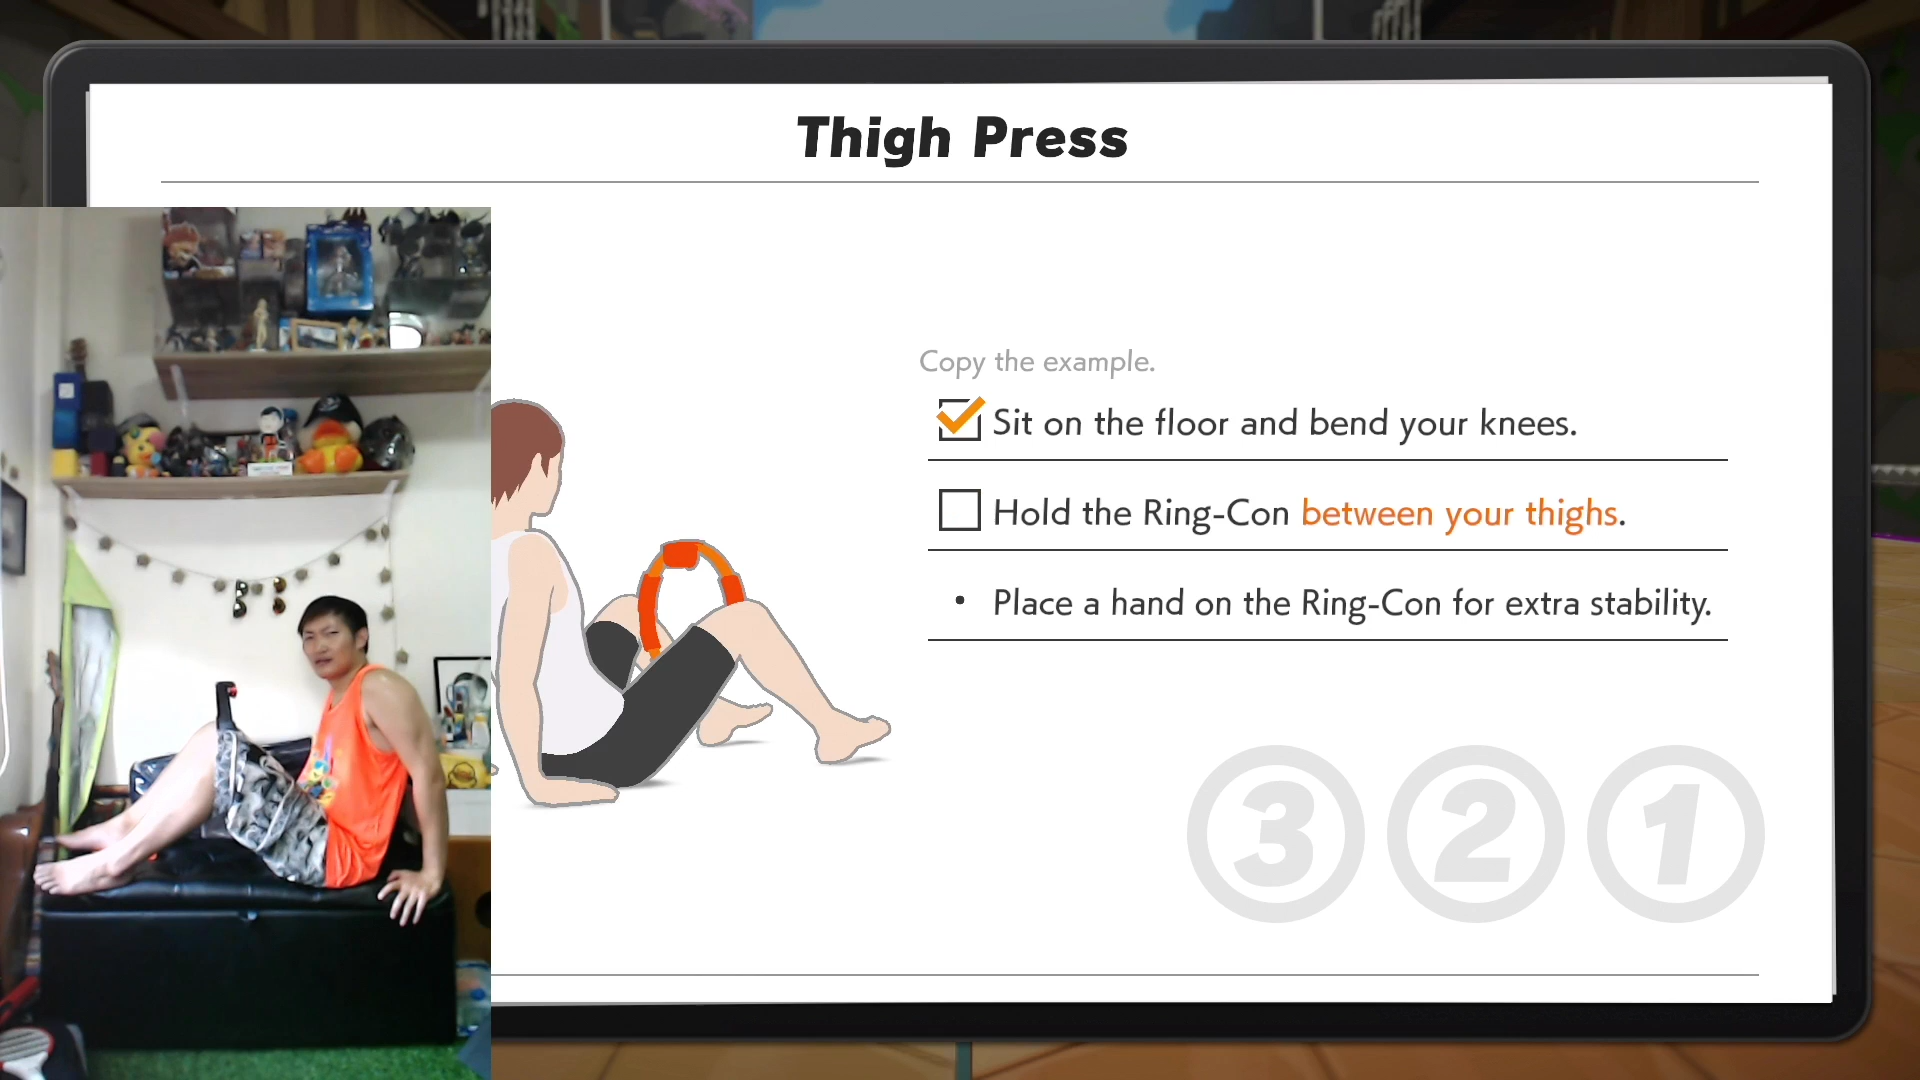 Thigh Press
Copy the example.
Sit on the floor and bend your knees.
Hold the Ring-Con between your thighs.
• Place a hand on the Ring-Con for extra stability.
3 2 1